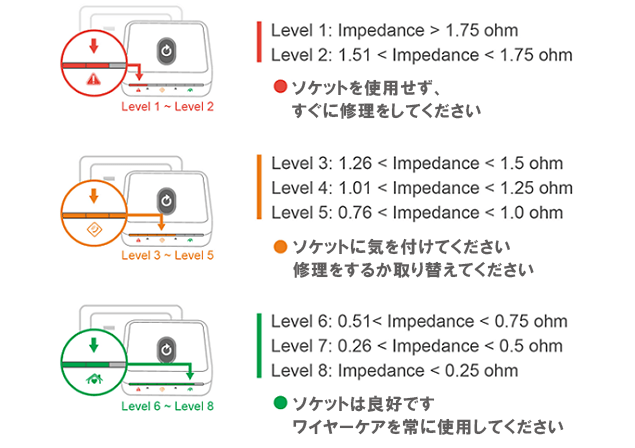 Level 1: Impedance > 1.75 ohm
Level 2: 1.51 < Impedance < 1.75 ohm
Level 1 ~ Level 2
ソケットを使用せず、
すぐに修理をしてください
Level 3: 1.26 < Impedance < 1.5 ohm
Level 4: 1.01 < Impedance < 1.25 ohm
Level 5: 0.76 < Impedance < 1.0 ohm
Level 3 ~ Level 5
ソケットに気を付けてください
修理をするか取り替えてください
Level 6: 0.51< Impedance < 0.75 ohm
Level 7: 0.26 < Impedance < 0.5 ohm
Level 8: Impedance < 0.25 ohm
Level 6 ~ Level 8
ソケットは良好です
ワイヤーケアを常に使用してください